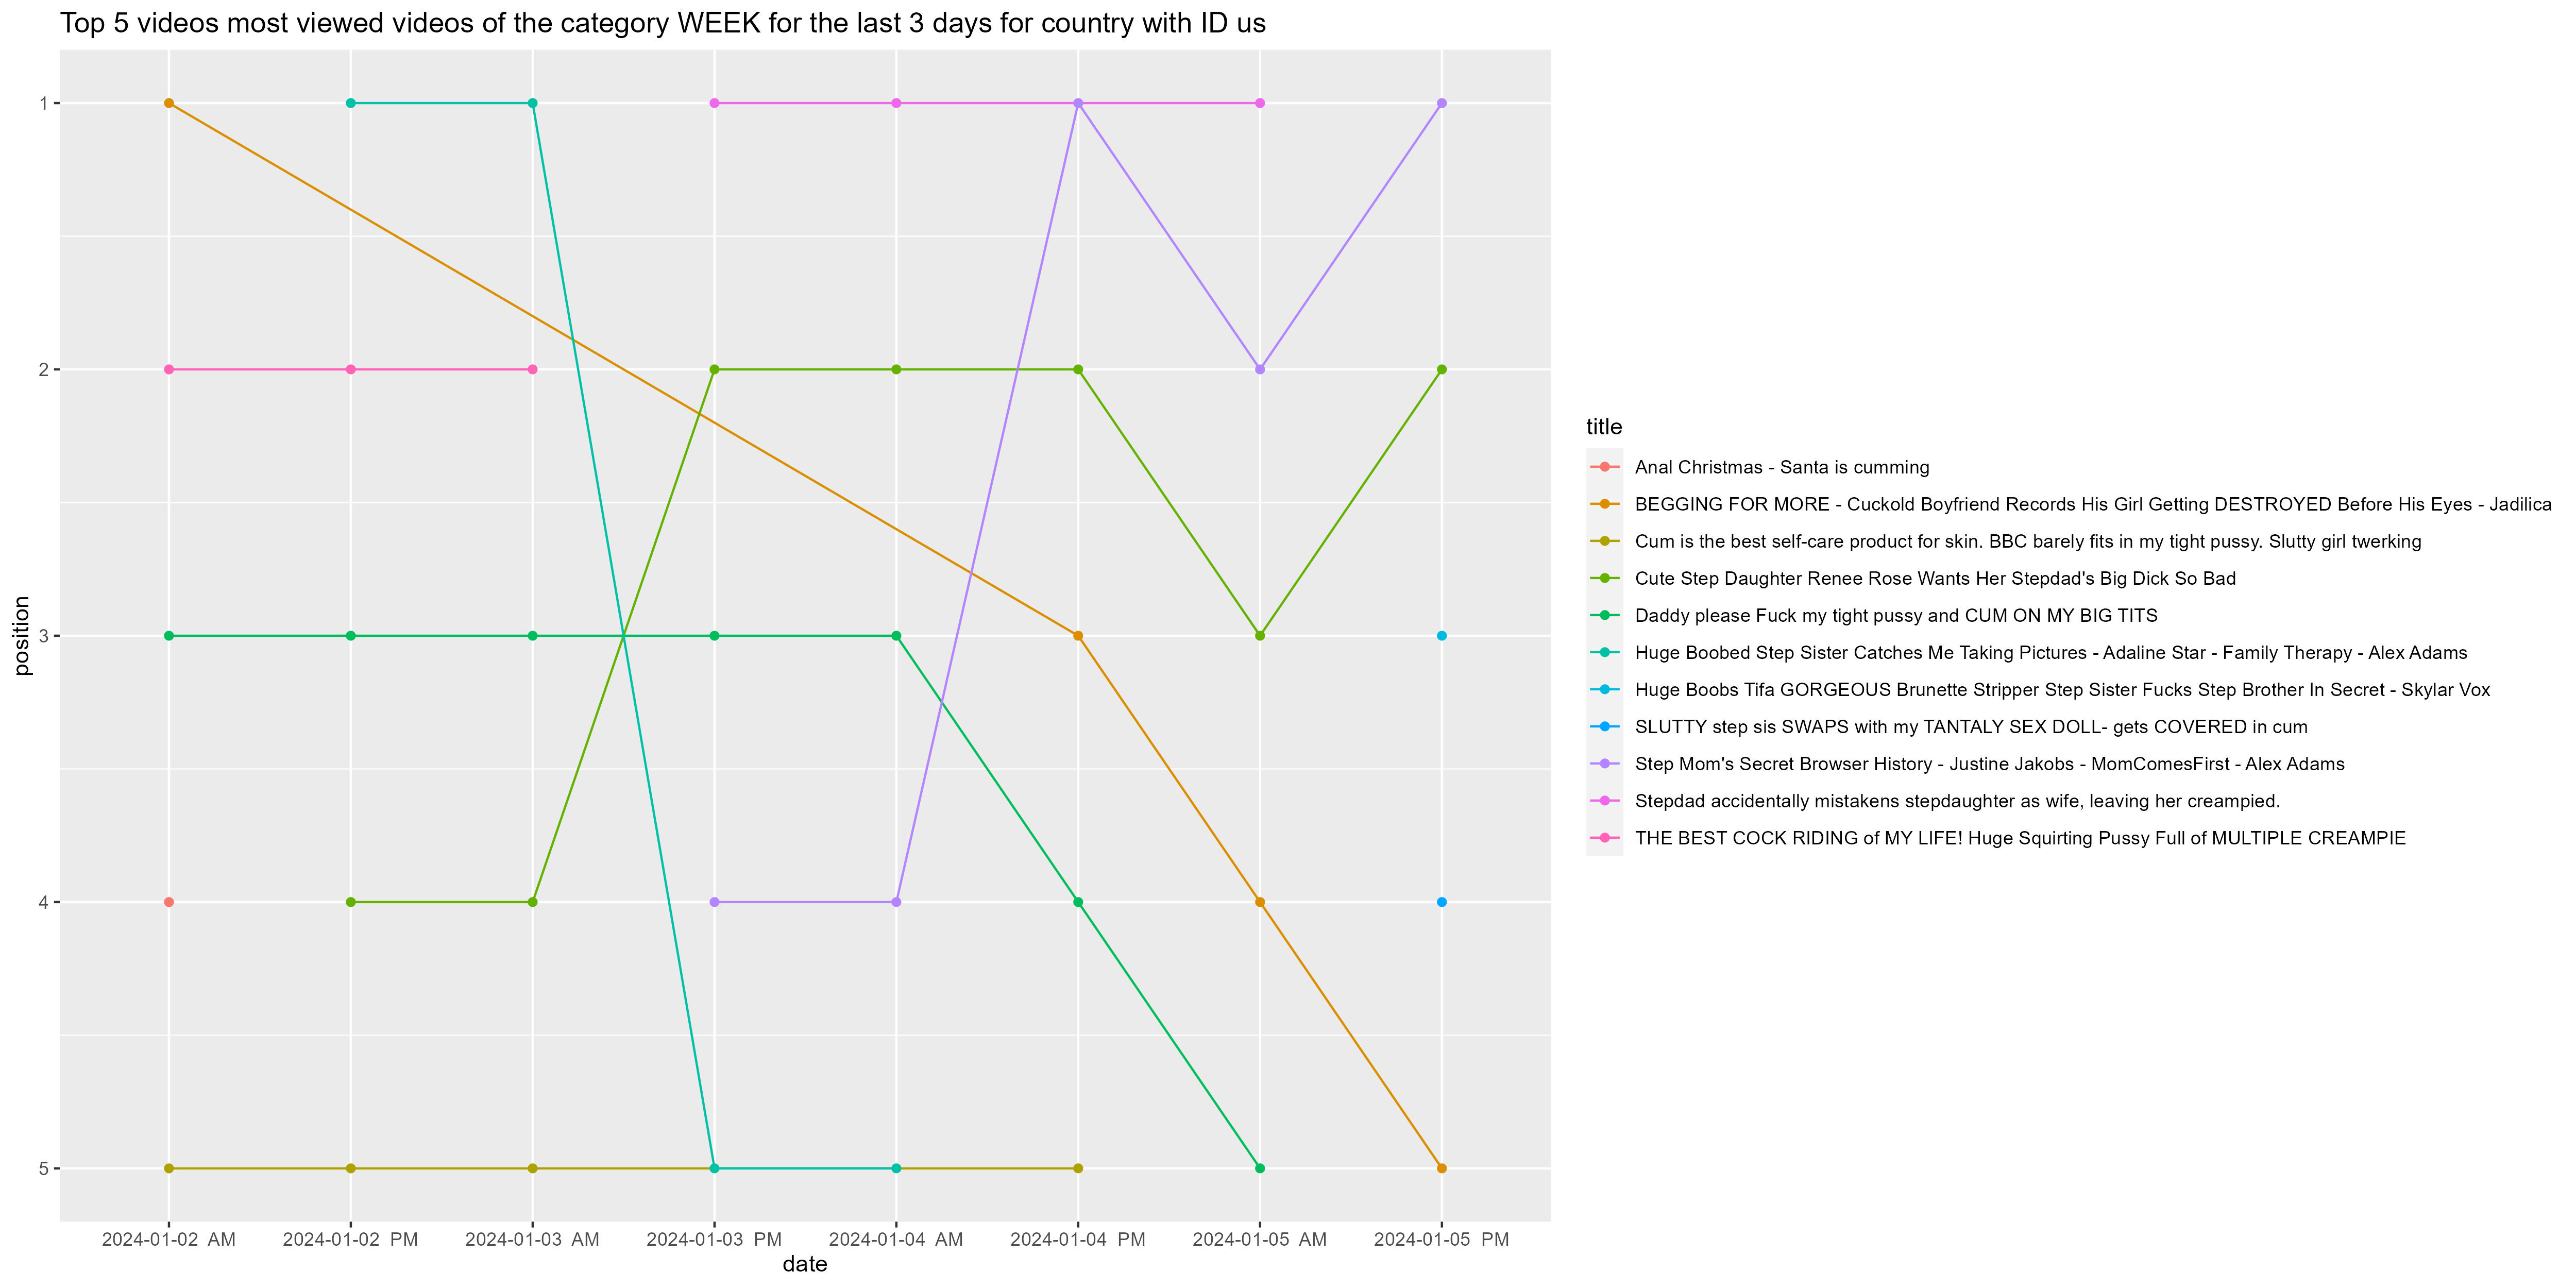 Top 5 videos most viewed videos of the category WEEK for the last 3 days for country with ID us
1
2
3
4
5
position
2024-01-02 AM
2024-01-02 PM
2024-01-03 AM
2024-01-03 PM
2024-01-04 AM
2024-01-04 PM
2024-01-05 AM
2024-01-05 PM
date
title
Anal Christmas - Santa is cumming
BEGGING FOR MORE - Cuckold Boyfriend Records His Girl Getting DESTROYED Before His Eyes - Jadilica
Cum is the best self-care product for skin. BBC barely fits in my tight pussy. Slutty girl twerking
Cute Step Daughter Renee Rose Wants Her Stepdad's Big Dick So Bad
Daddy please Fuck my tight pussy and CUM ON MY BIG TITS
Huge Boobed Step Sister Catches Me Taking Pictures - Adaline Star - Family Therapy - Alex Adams
Huge Boobs Tifa GORGEOUS Brunette Stripper Step Sister Fucks Step Brother In Secret - Skylar Vox
SLUTTY step sis SWAPS with my TANTALY SEX DOLL- gets COVERED in cum
Step Mom's Secret Browser History - Justine Jakobs - MomComesFirst - Alex Adams
Stepdad accidentally mistakens stepdaughter as wife, leaving her creampied.
THE BEST COCK RIDING of MY LIFE! Huge Squirting Pussy Full of MULTIPLE CREAMPIE